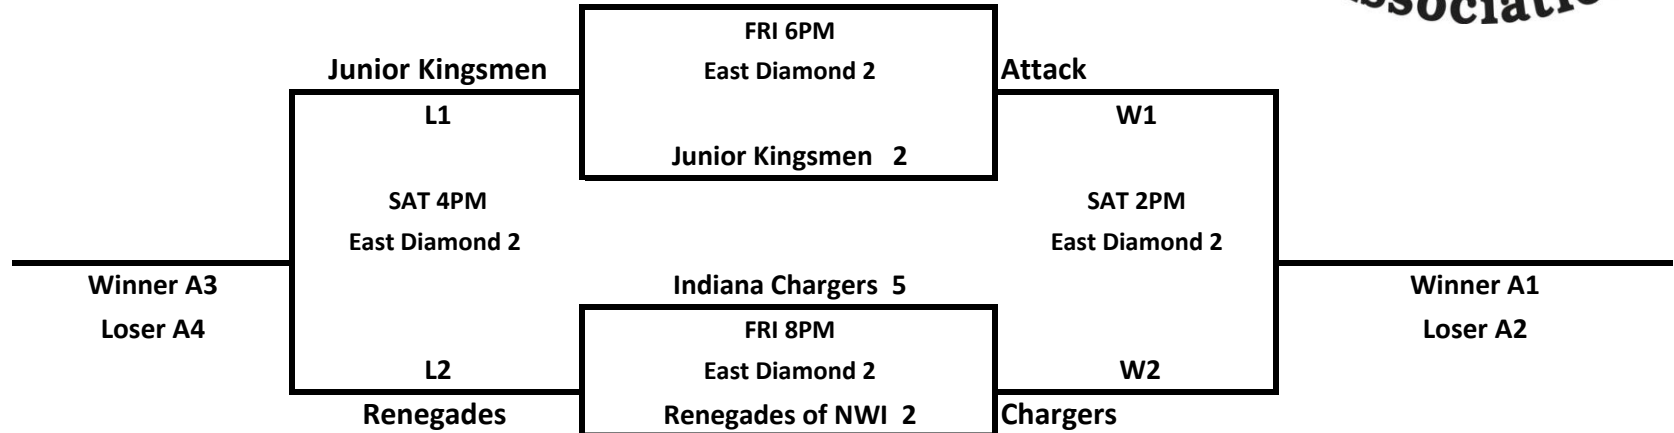 ssociatio
FRI 6PM
Junior Kingsmen
East Diamond 2
Attack
L1
W1
Junior Kingsmen 2
SAT 4PM
SAT 2PM
East Diamond 2
East Diamond 2
Winner A3
Indiana Chargers 5
Winner A1
Loser A4
FRI 8PM
Loser A2
L2
East Diamond 2
W2
Renegades
Renegades of NWI 2
Chargers